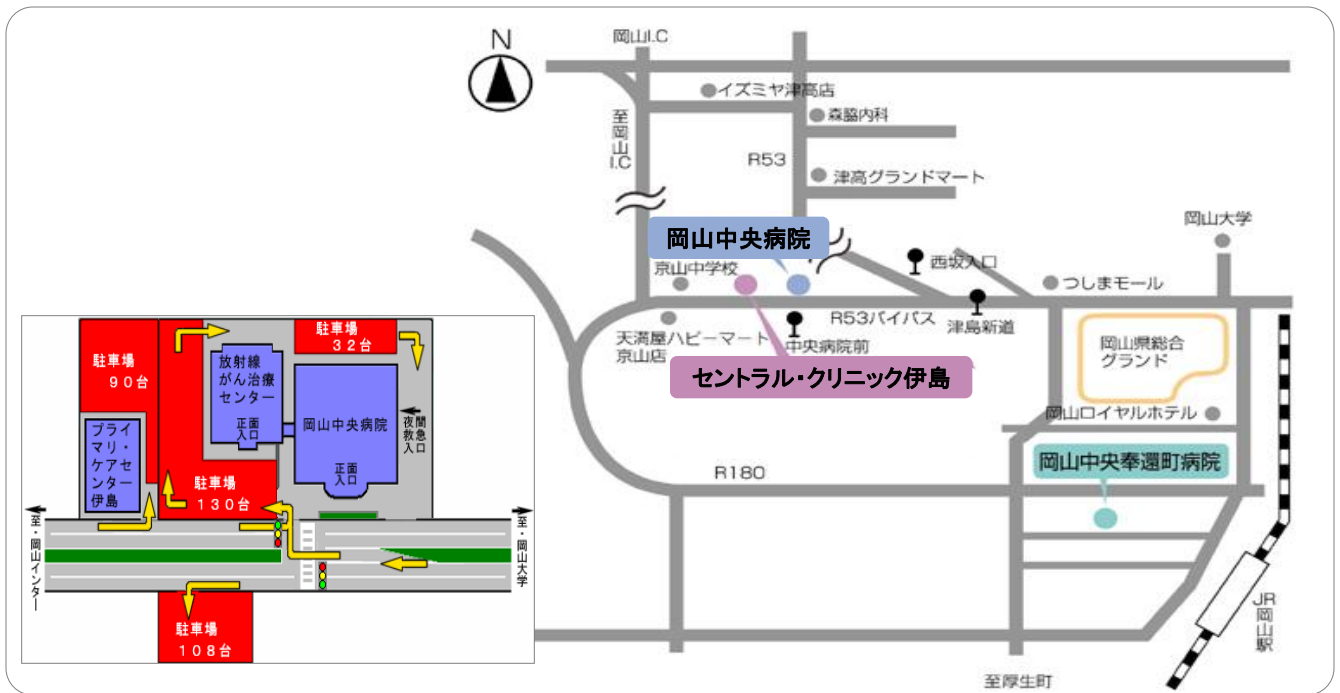 N
岡山I.C
イズミヤ津高店
森脇内科
至岡山I.C
R53
津高グランドマート
岡山大学
岡山中央病院
西坂入口
京山中学校
つしまモール
R53バイパス
津島新道
天満屋ハピーマート
京山店
中央病院前
岡山県総合
グランド
セントラル・クリニック伊島
岡山ロイヤルホテル
岡山中央奉還町病院
R180
JR岡山駅
至厚生町
駐車場
32台
駐車場
90台
放射線
がん治療
センター
正面
入口
岡山中央病院
正面
入口
夜間
救急
入口
プライ
マリ・
ケアセ
ンター
伊島
駐車場
130台
至・岡山インター
至・岡山大学
駐車場
108台